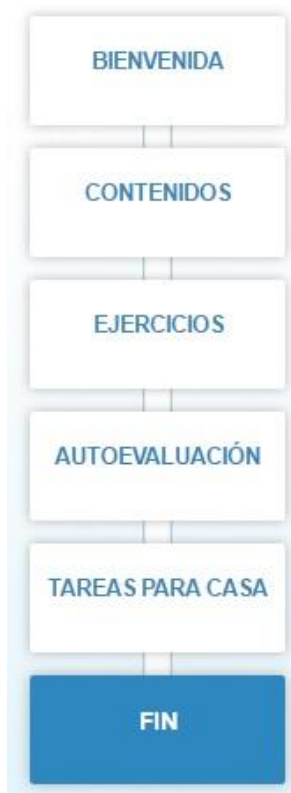 BIENVENIDA
CONTENIDOS
EJERCICIOS
AUTOEVALUACIÓN
TAREAS PARA CASA
FIN